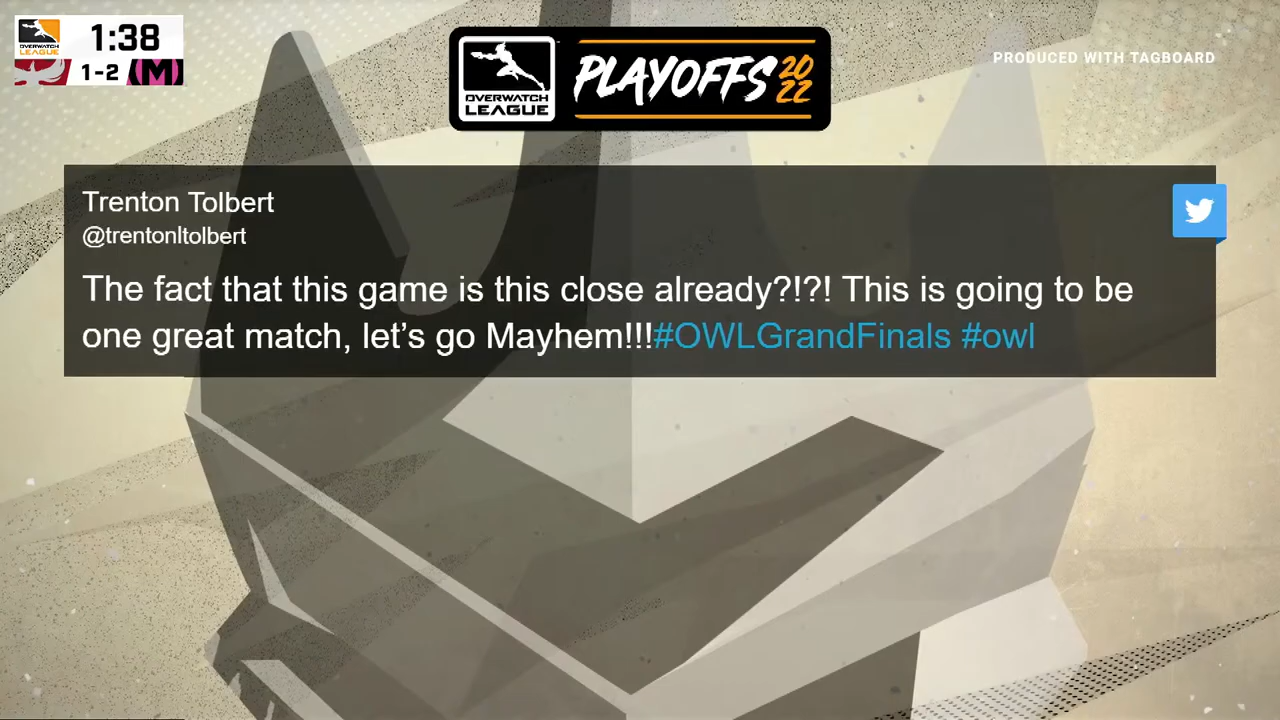 OVERWATCH
LEAGUE
1:38
1-2
M
OVERWATCH
LEAGUE
PLAYOFFS 2022
PRODUCED WITH TAGBOARD
Trenton Tolbert
@trentonltolbert
The fact that this game is this close already?!?! This is going to be
one great match, let’s go Mayhem!!!#OWLGrandFinals #owl